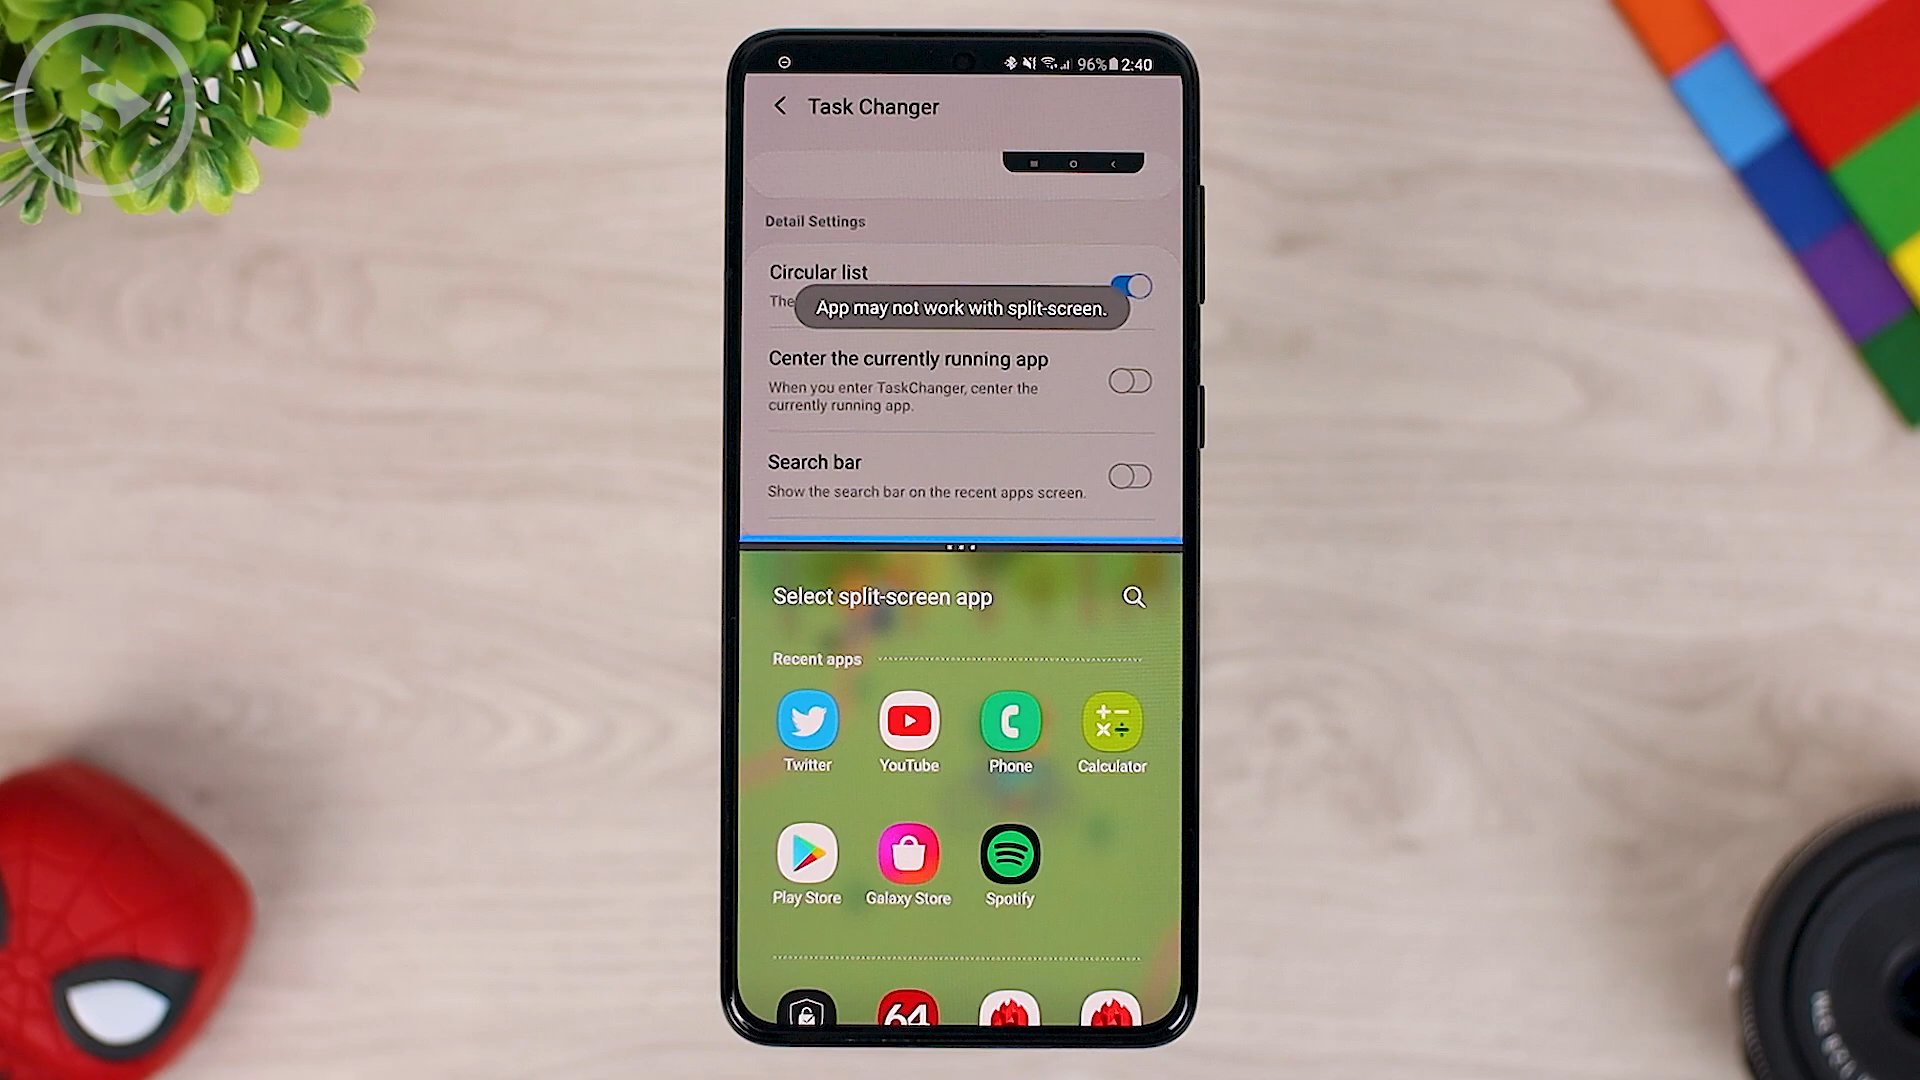 96% 2:40
Task Changer
Detail Settings
Circular list
The
App may not work with split-screen.
Center the currently running app
When you enter TaskChanger, center the
currently running app.
Search bar
Show the search bar on the recent apps screen.
Select split-screen app
Recent apps
Twitter YouTube Phone Calculator
Play Store Galaxy Store Spotify
64